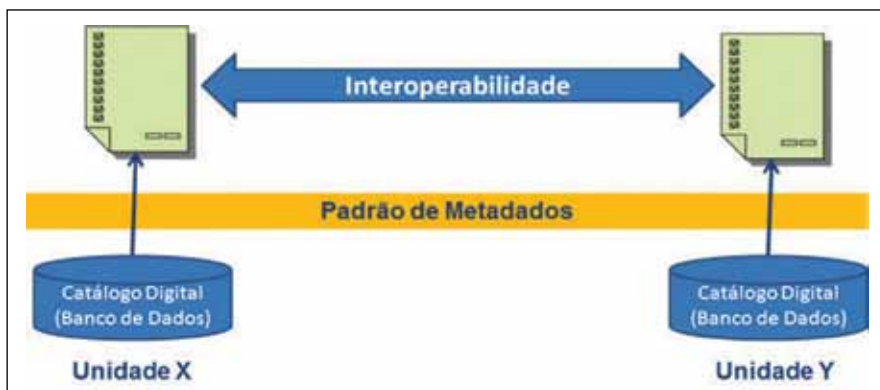 Interoperabilidade
Padrão de Metadados
Catálogo Digital
(Banco de Dados)
Catálogo Digital
(Banco de Dados)
Unidade X
Unidade Y